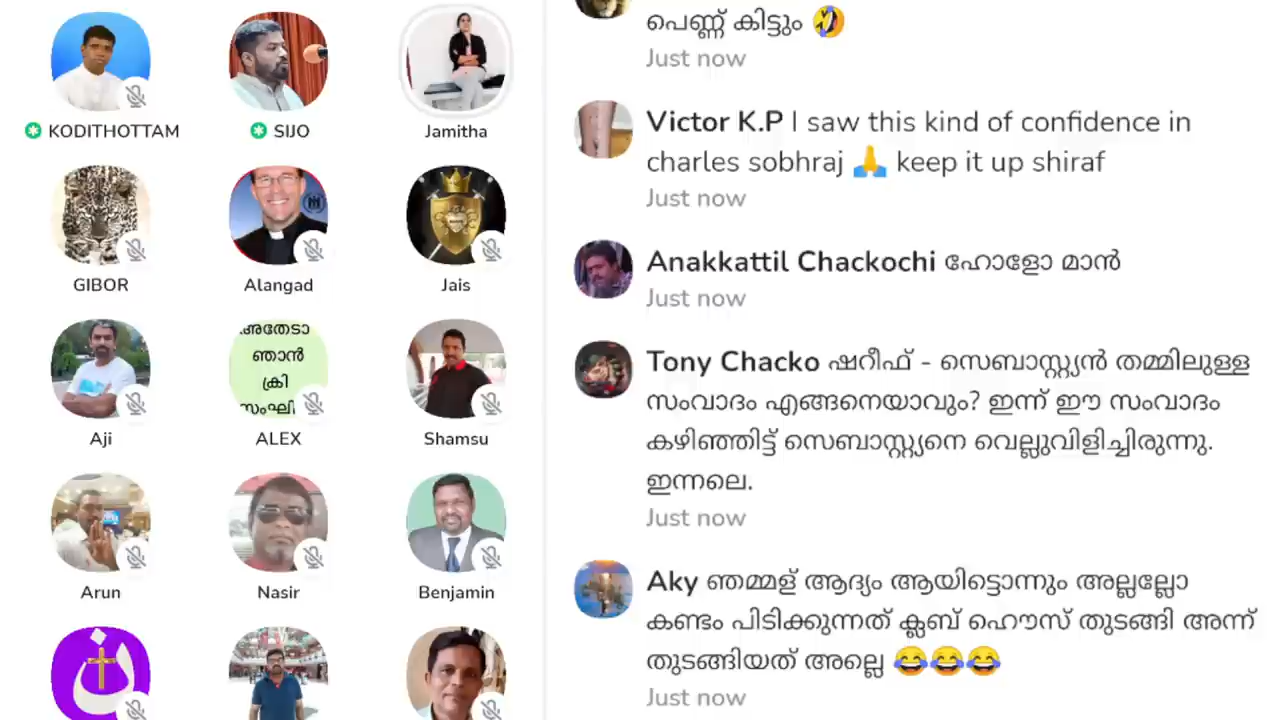 KODITHOTTAM
SIJO
Jamitha
GIBOR
Alangad
Jais
അതേടാ
ഞാൻ
ക്രി
സംഘി
Aji
ALEX
Shamsu
Arun
Nasir
Benjamin
പെണ്ണ് കിട്ടും 🤣
Just now
Victor K.P I saw this kind of confidence in
charles sobhraj 🙏 keep it up shiraf
Just now
Anakkattil Chackochi ഹോളോ മാൻ
Just now
Tony Chacko ഷറീഫ് - സെബാസ്റ്റ്യൻ തമ്മിലുള്ള
സംവാദം എങ്ങനെയാവും? ഇന്ന് ഈ സംവാദം
കഴിഞ്ഞിട്ട് സെബാസ്റ്റ്യനെ വെല്ലുവിളിച്ചിരുന്നു.
ഇന്നലെ.
Just now
Aky ഞമ്മള് ആദ്യം ആയിട്ടൊന്നും അല്ലല്ലോ
കണ്ടം പിടിക്കുന്നത് ക്ലബ് ഹൌസ് തുടങ്ങി അന്ന്
തുടങ്ങിയത് അല്ലെ 😂😂😂
Just now